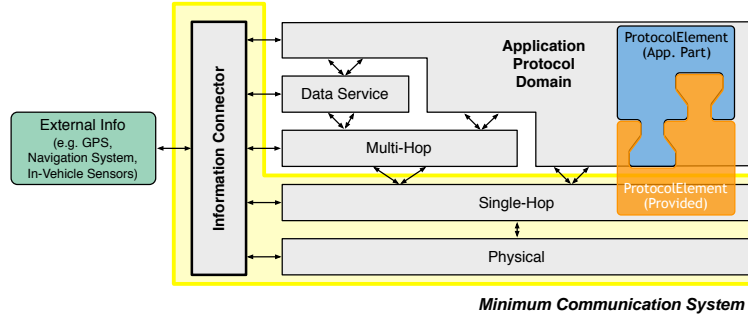 External Info
(e.g. GPS,
Navigation System,
In-Vehicle Sensors)
Information Connector
Application
Protocol
Domain
ProtocolElement
(App. Part)
Data Service
Multi-Hop
ProtocolElement
(Provided)
Single-Hop
Physical
Minimum Communication System